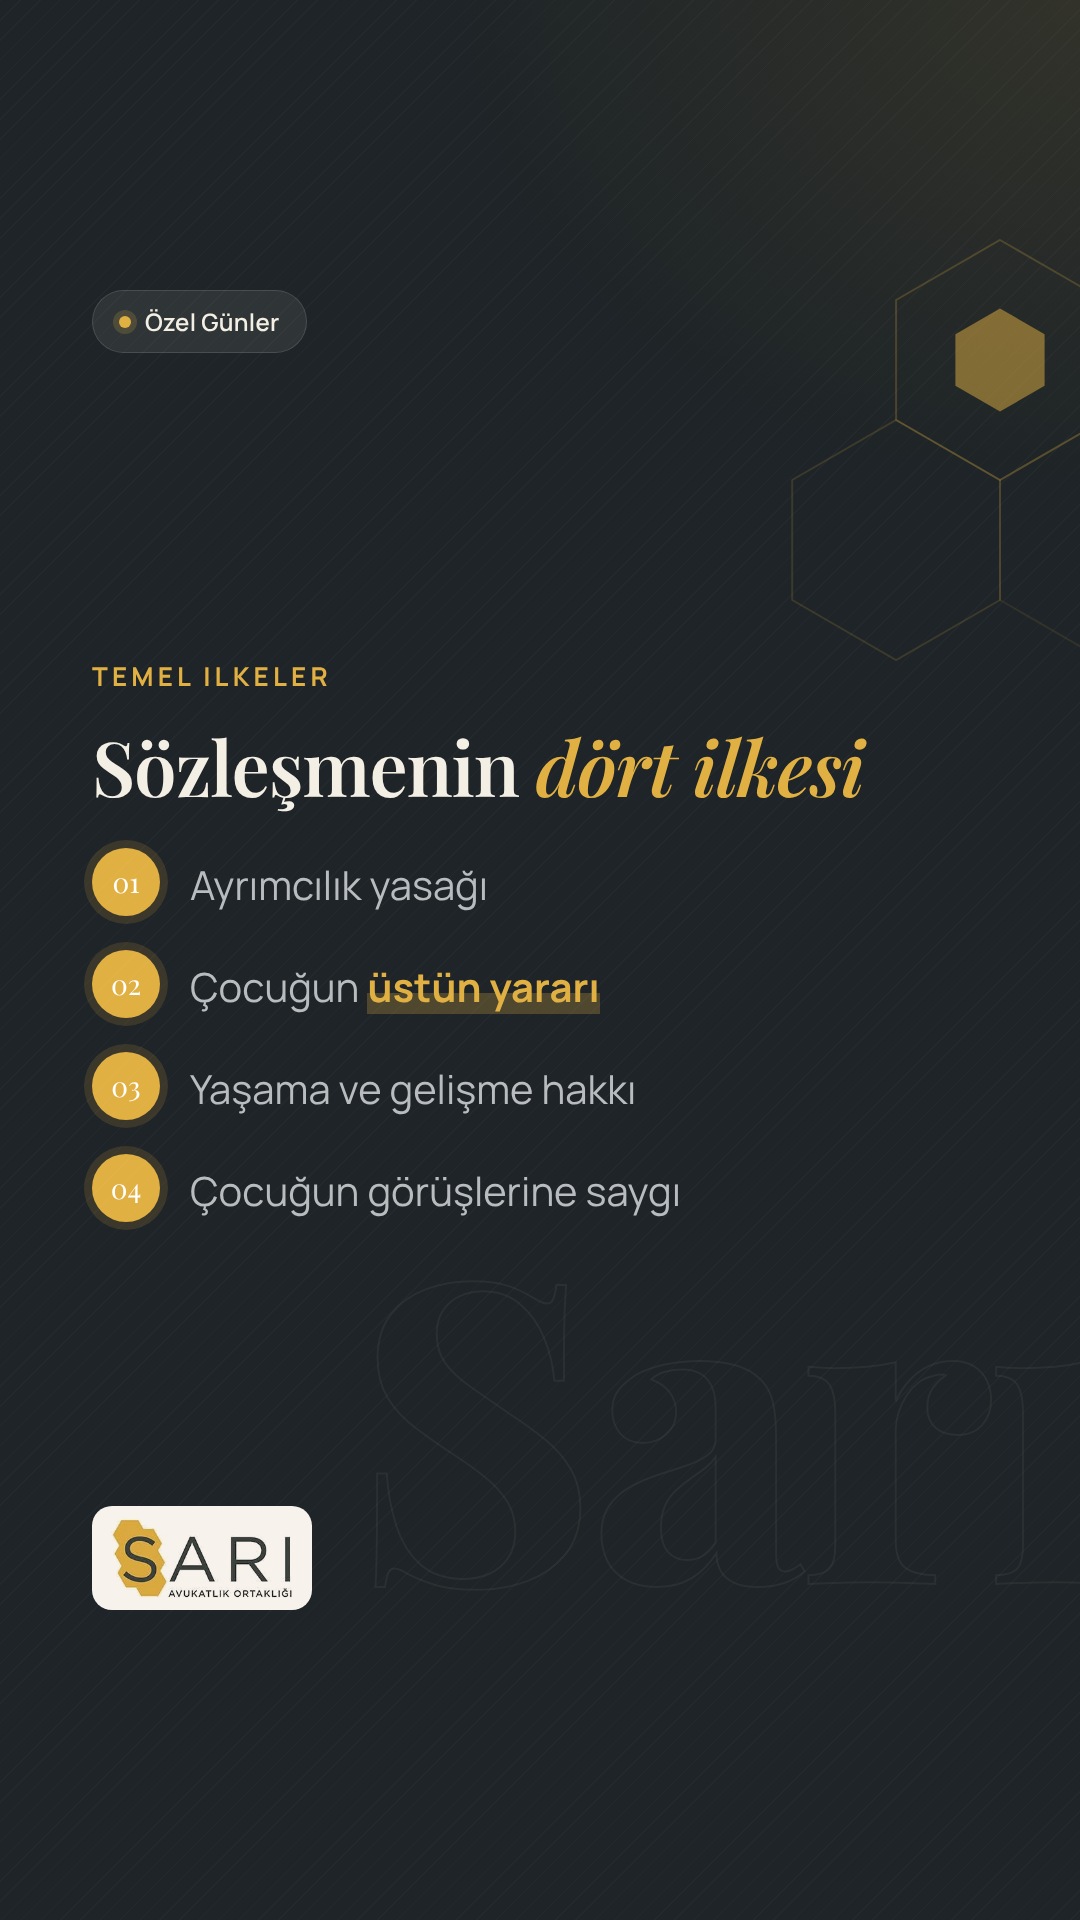 Özel Günler
TEMEL ILKELER
Sözleşmenin dört ilkesi
01 Ayrımcılık yasağı
02 Çocuğun üstün yararı
03 Yaşama ve gelişme hakkı
04 Çocuğun görüşlerine saygı
Sarı
SARI
AVUKATLIK ORTAKLIĞI